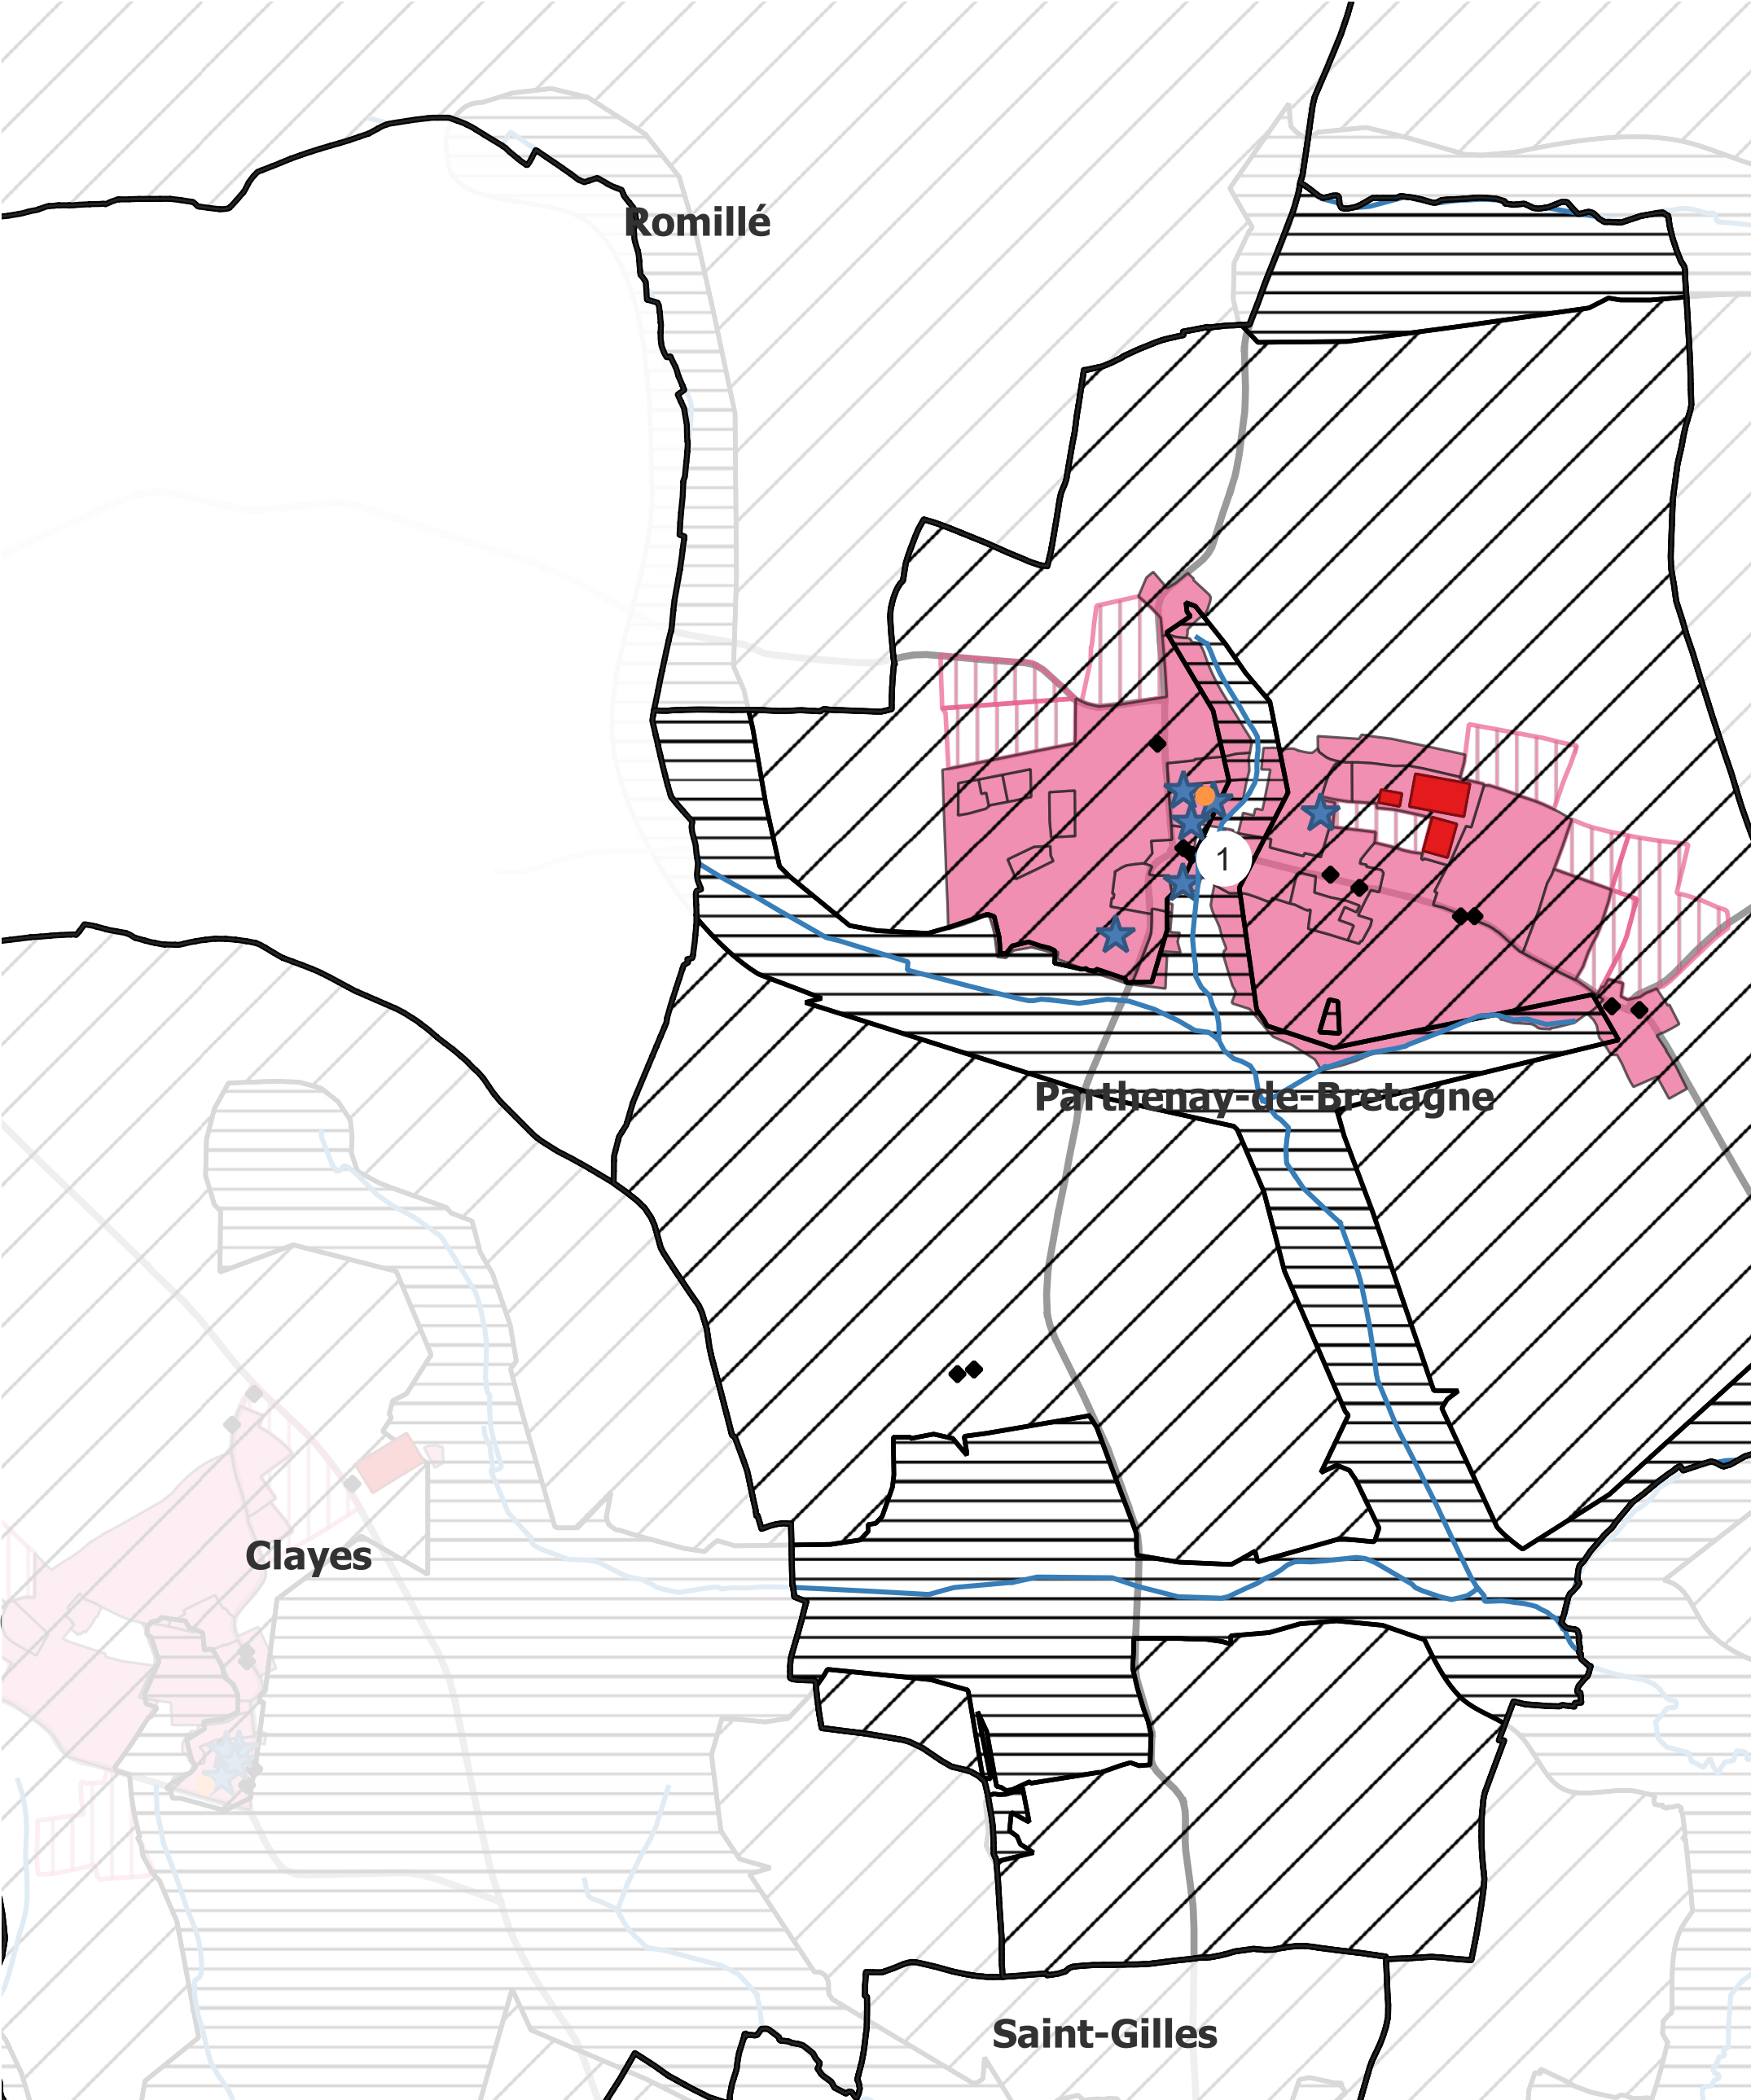 Romillé
1
Parthenay-de-Bretagne
Clayes
Saint-Gilles